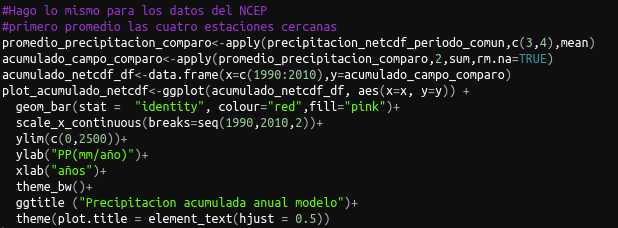 #Hago lo mismo para los datos del NCEP
#primero promedio las cuatro estaciones cercanas
promedio_precipitacion_comparo<-apply(precipitacion_netcdf_periodo_comun,c(3,4),mean)
acumulado_campo_comparo<-apply(promedio_precipitacion_comparo,2,sum,rm.na=TRUE)
acumulado_netcdf_df<-data.frame(x=c(1990:2010),y=acumulado_campo_comparo)
plot_acumulado_netcdf<-ggplot(acumulado_netcdf_df, aes(x=x, y=y)) +
  geom_bar(stat =  "identity", colour="red",fill="pink")+
  scale_x_continuous(breaks=seq(1990,2010,2))+
  ylim(c(0,2500))+
  ylab("PP(mm/año)")+
  xlab("años")+
  theme_bw()+
  ggtitle ("Precipitacion acumulada anual modelo")+
  theme(plot.title = element_text(hjust = 0.5))